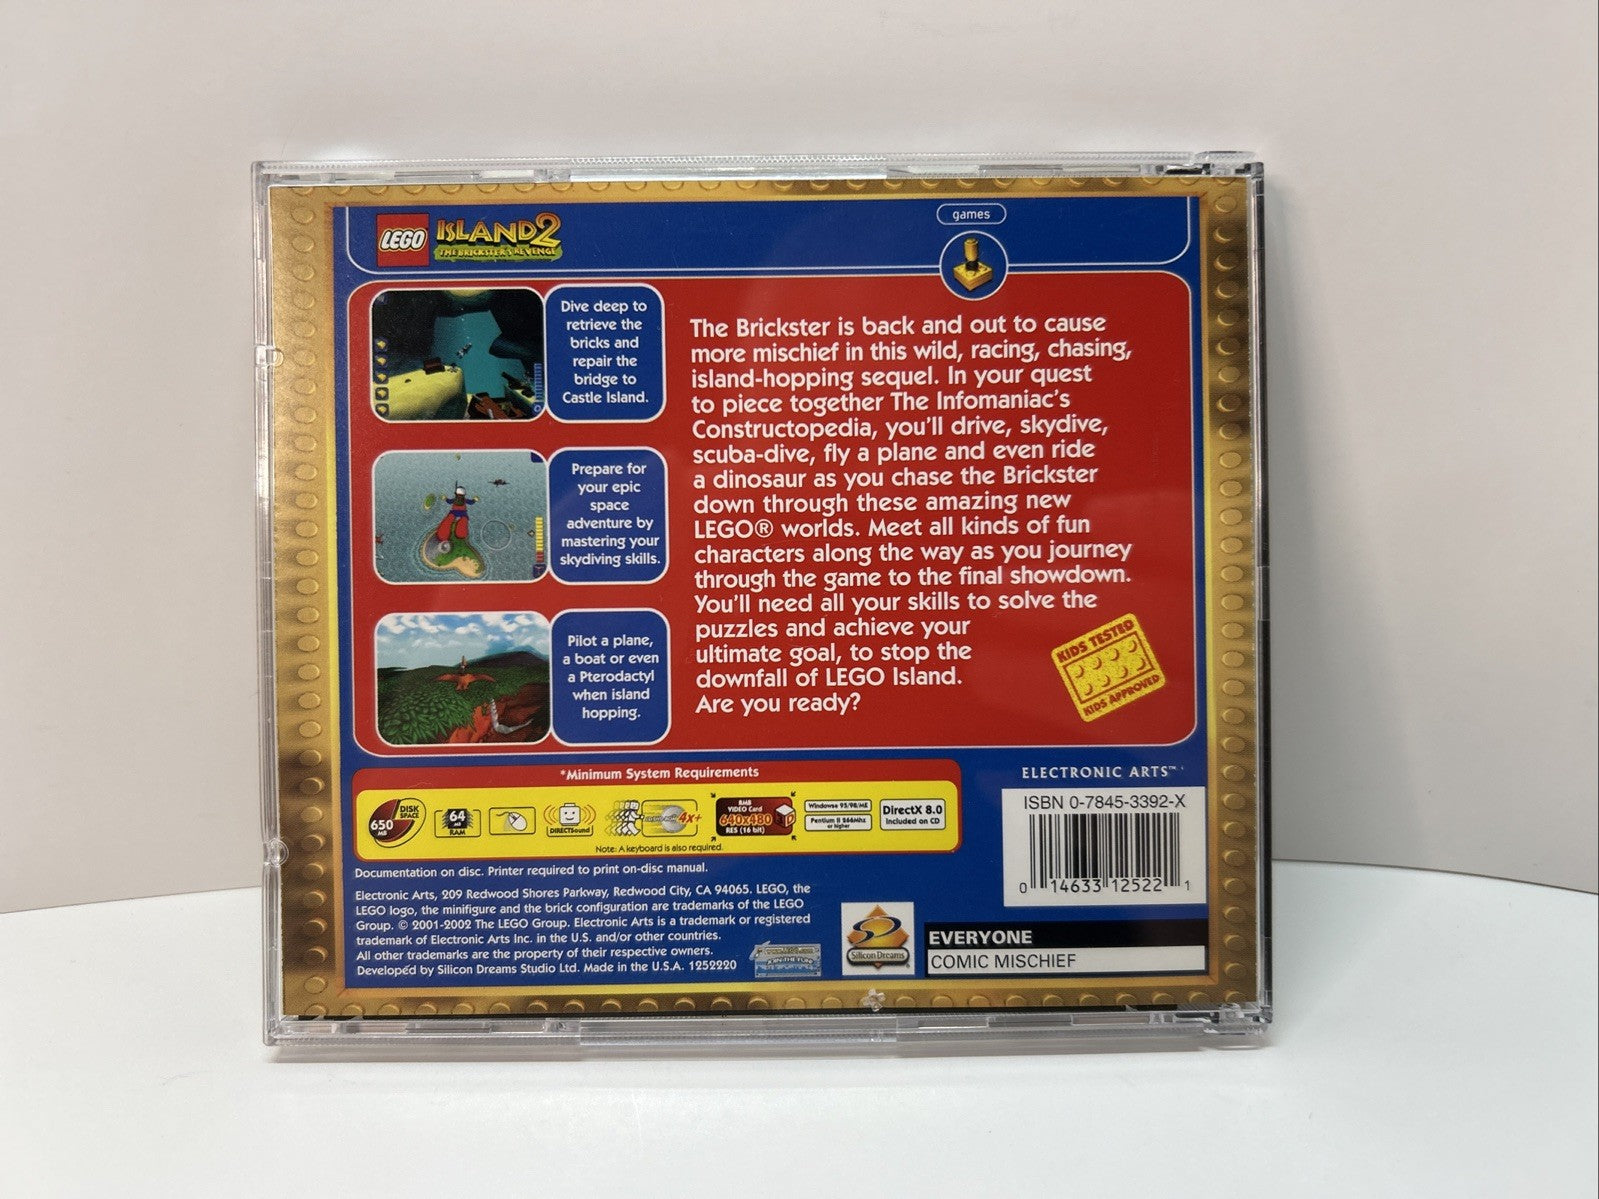 LEGO
ISLAND 2
THE BRICKSTER'S REVENGE
games
Dive deep to
retrieve the
bricks and
repair the
bridge to
Castle Island.
Prepare for
your epic
space
adventure by
mastering your
skydiving skills.
Pilot a plane,
a boat or even
a Pterodactyl
when island
hopping.
The Brickster is back and out to cause
more mischief in this wild, racing, chasing,
island-hopping sequel. In your quest
to piece together The Infomaniac's
Constructopedia, you'll drive, skydive,
scuba-dive, fly a plane and even ride
a dinosaur as you chase the Brickster
down through these amazing new
LEGO® worlds. Meet all kinds of fun
characters along the way as you journey
through the game to the final showdown.
You'll need all your skills to solve the
puzzles and achieve your
ultimate goal, to stop the
downfall of LEGO Island.
Are you ready?
KIDS TESTED
KIDS APPROVED
*Minimum System Requirements
650 MB
DISK
SPACE
64
MB
RAM
DIRECTSound
4x+
8MB
VIDEO Card
640x480
RES (16 bit)
3D
Windows® 95/98/ME
Pentium II 266Mhz
or higher
DirectX 8.0
included on CD
Note: A keyboard is also required.
Documentation on disc. Printer required to print on-disc manual.
Electronic Arts, 209 Redwood Shores Parkway, Redwood City, CA 94065. LEGO, the
LEGO logo, the minifigure and the brick configuration are trademarks of the LEGO
Group. © 2001-2002 The LEGO Group. Electronic Arts is a trademark or registered
trademark of Electronic Arts Inc. in the U.S. and/or other countries.
All other trademarks are the property of their respective owners.
Developed by Silicon Dreams Studio Ltd. Made in the U.S.A. 1252220
JOIN THE FUN!
Silicon Dreams
ELECTRONIC ARTS™
ISBN 0-7845-3392-X
0 14633 12522 1
EVERYONE
COMIC MISCHIEF